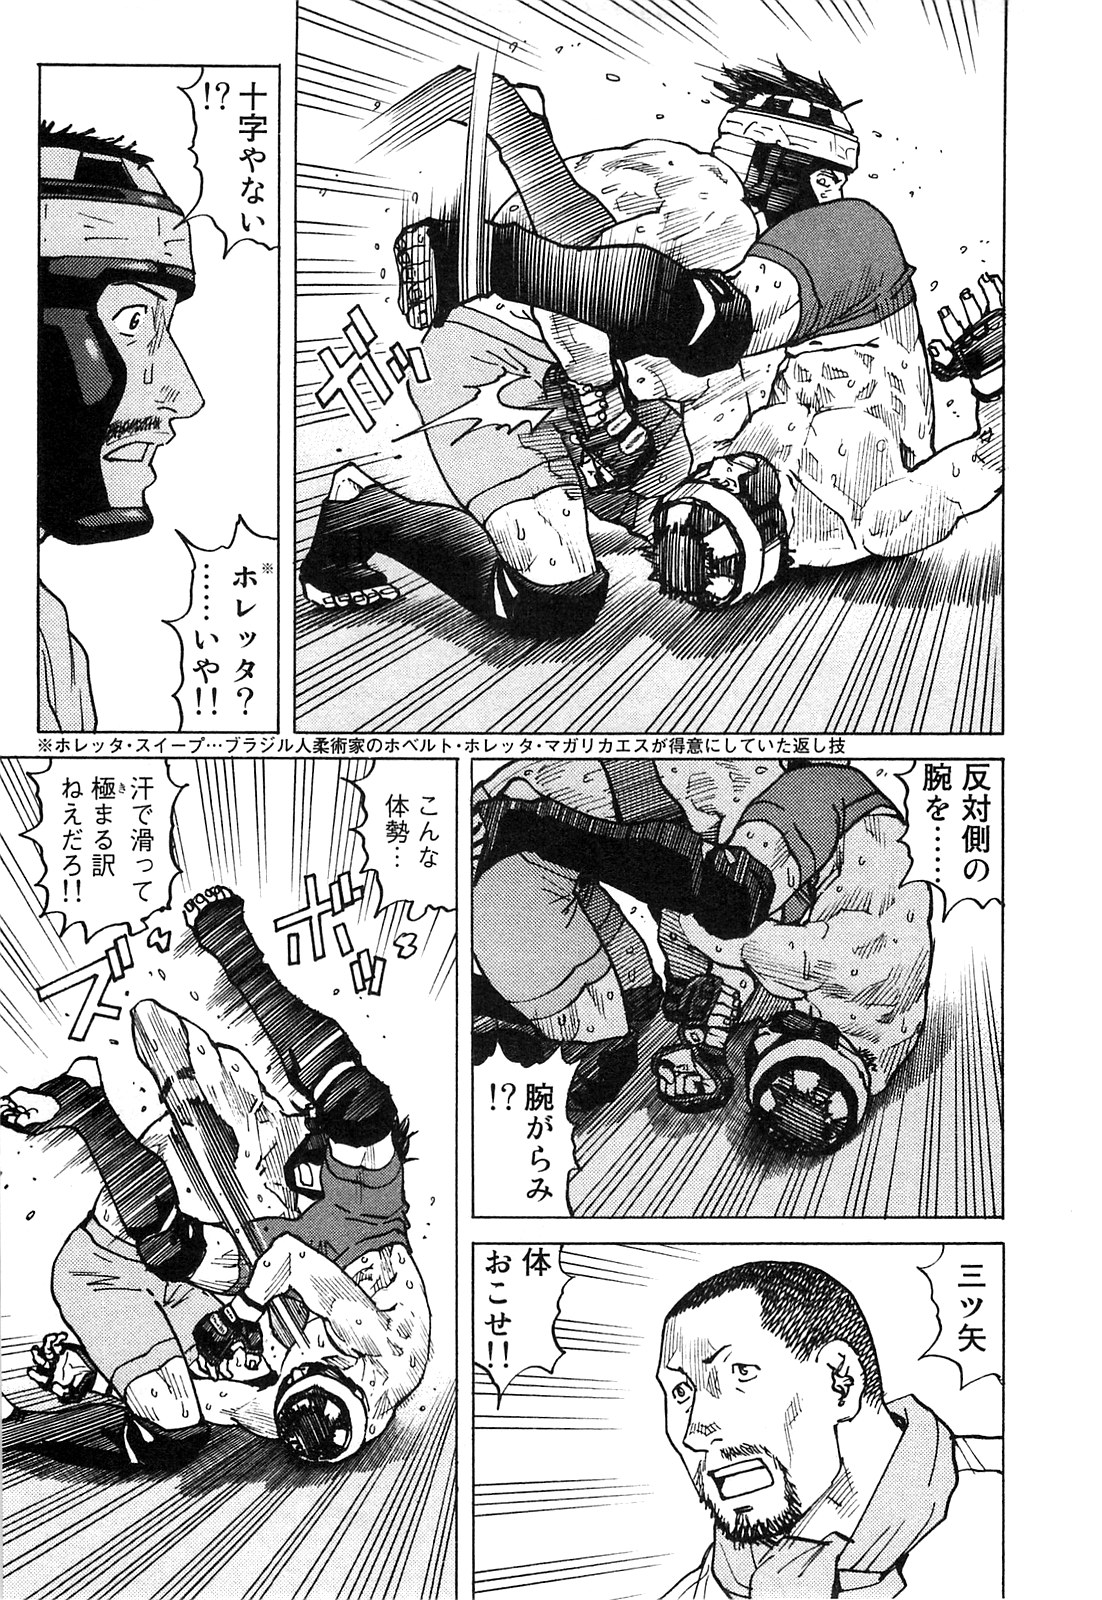 ガッ
十字やない
!?
※ホレッタ?
……いや!!
※ホレッタ・スイープ…ブラジル人柔術家のホベルト・ホレッタ・マガリカエスが得意にしていた返し技
反対側の
腕を……
腕がらみ
!?
三ツ矢
体
おこせ!!
こんな
体勢…
汗で滑って
極まる訳
ねえだろ!!
き
ボッ
ズッ